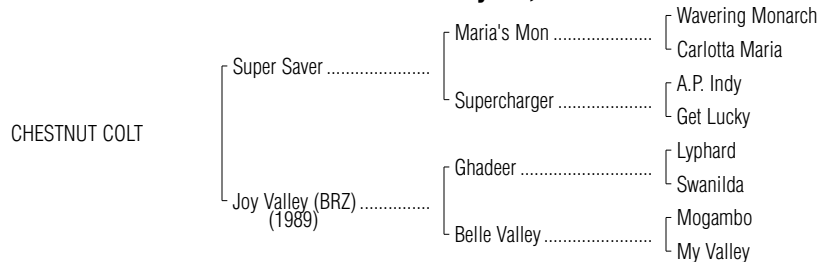 Wavering Monarch
Maria's Mon
Carlotta Maria
Super Saver
A.P. Indy
Supercharger
Get Lucky
CHESTNUT COLT
Lyphard
Ghadeer
Swanilda
Joy Valley (BRZ)
(1989)
Mogambo
Belle Valley
My Valley